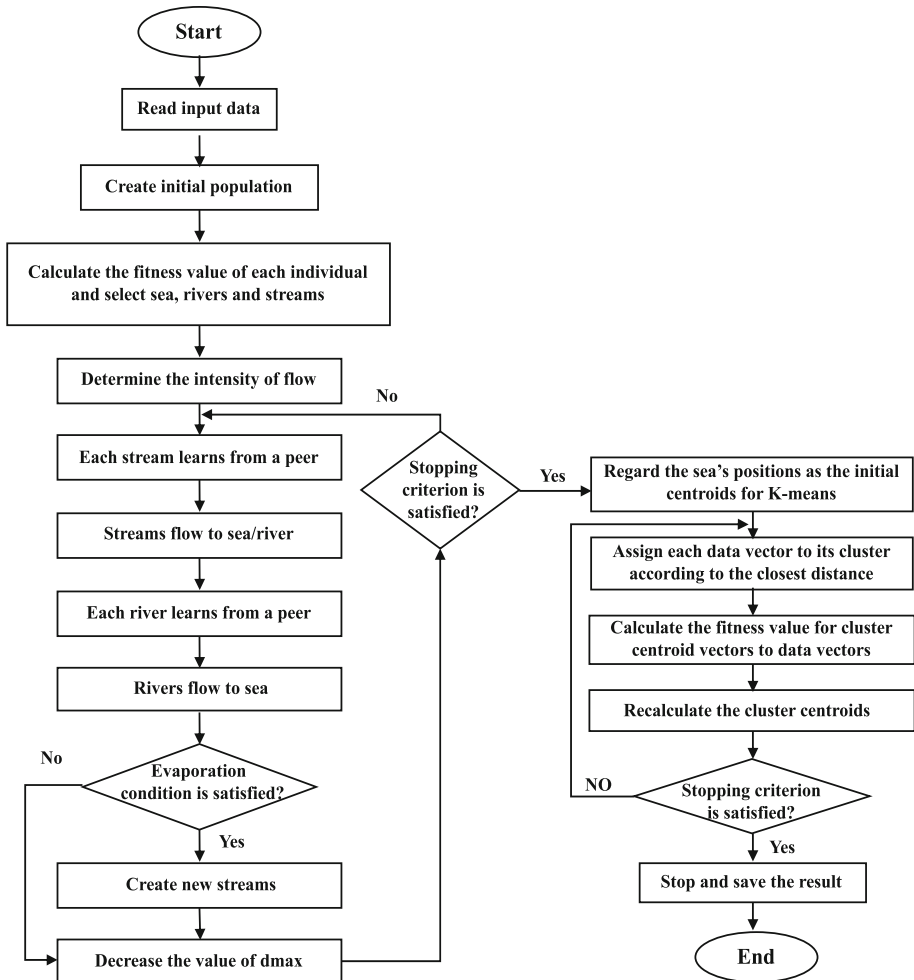 Start
Read input data
Create initial population
Calculate the fitness value of each individual
and select sea, rivers and streams
Determine the intensity of flow
No
Each stream learns from a peer
Streams flow to sea/river
Each river learns from a peer
Rivers flow to sea
No
Evaporation
condition is satisfied?
Yes
Create new streams
Decrease the value of dmax
Stopping
criterion is
satisfied?
Yes
Regard the sea’s positions as the initial
centroids for K-means
Assign each data vector to its cluster
according to the closest distance
Calculate the fitness value for cluster
centroid vectors to data vectors
Recalculate the cluster centroids
NO
Stopping criterion
is satisfied?
Yes
Stop and save the result
End